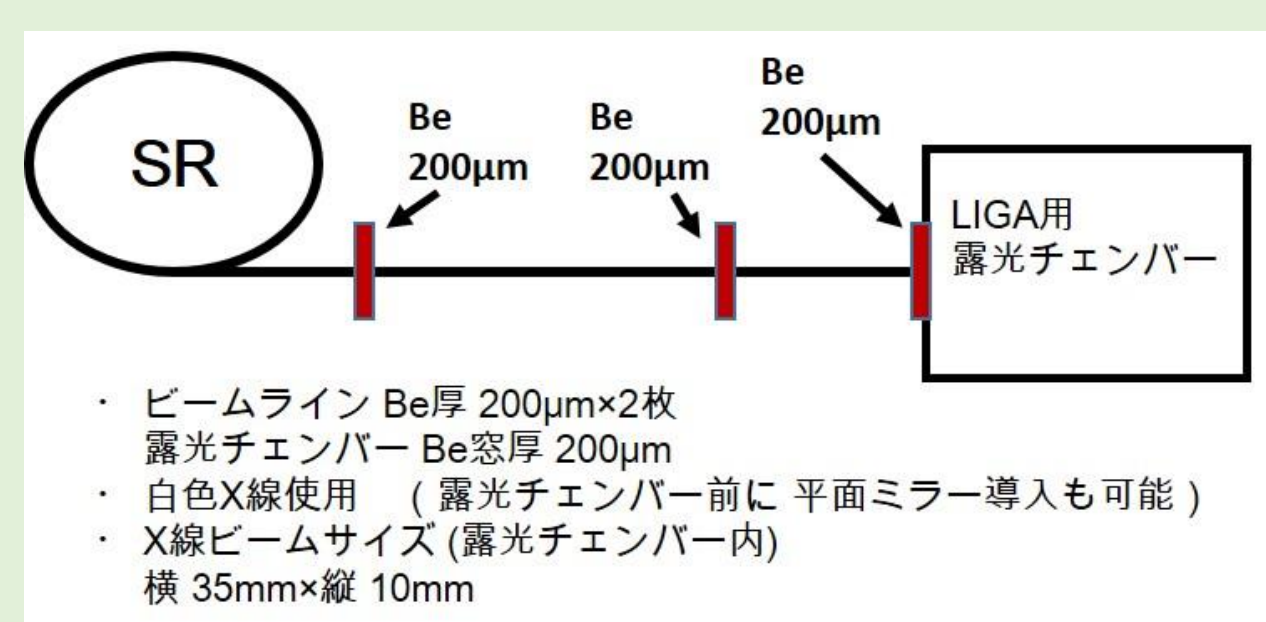 SR
Be
200μm
Be
200μm
Be
200μm
LIGA用
露光チェンバー
・ ビームライン Be厚 200μm×2枚
露光チェンバー Be窓厚 200μm
・ 白色X線使用 ( 露光チェンバー前に 平面ミラー導入も可能 )
・ X線ビームサイズ (露光チェンバー内)
横 35mm×縦 10mm